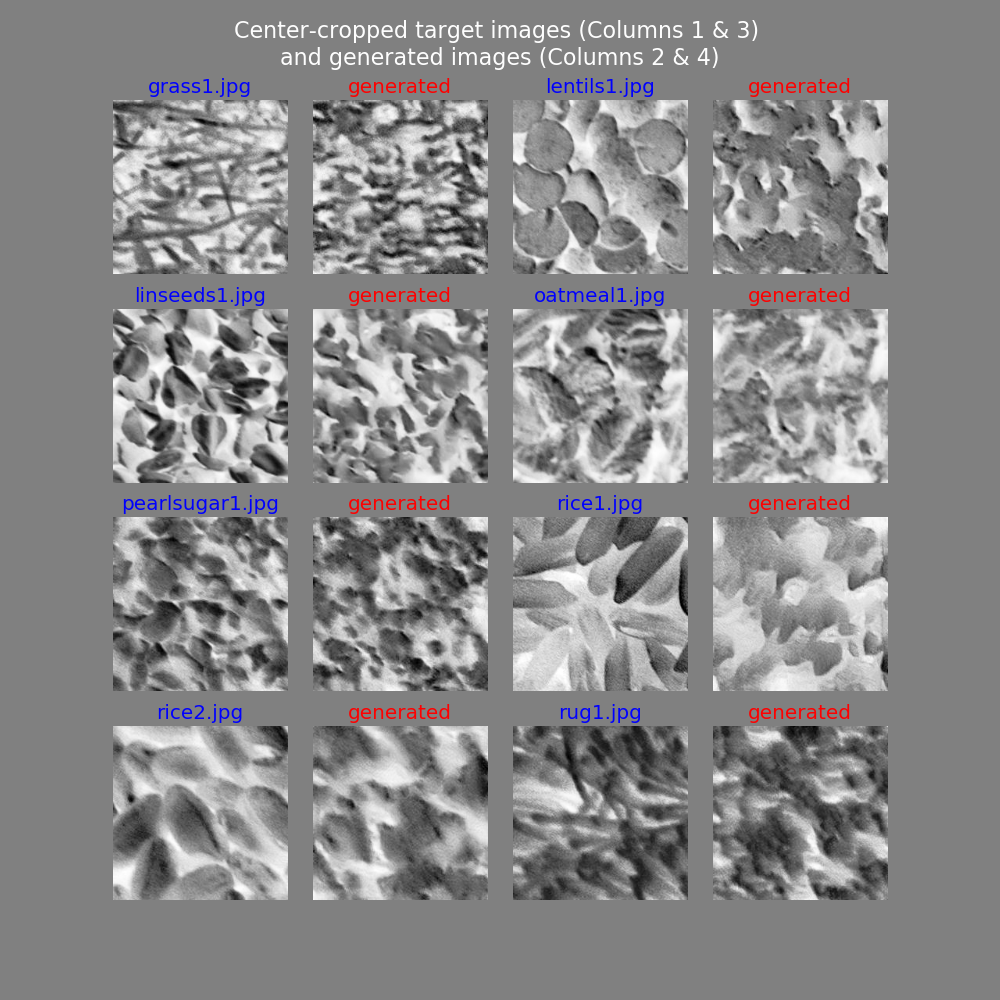 Center-cropped target images (Columns 1 & 3)
and generated images (Columns 2 & 4)
grass1.jpg generated lentils1.jpg generated
linseeds1.jpg generated oatmeal1.jpg generated
pearlsugar1.jpg generated rice1.jpg generated
rice2.jpg generated rug1.jpg generated